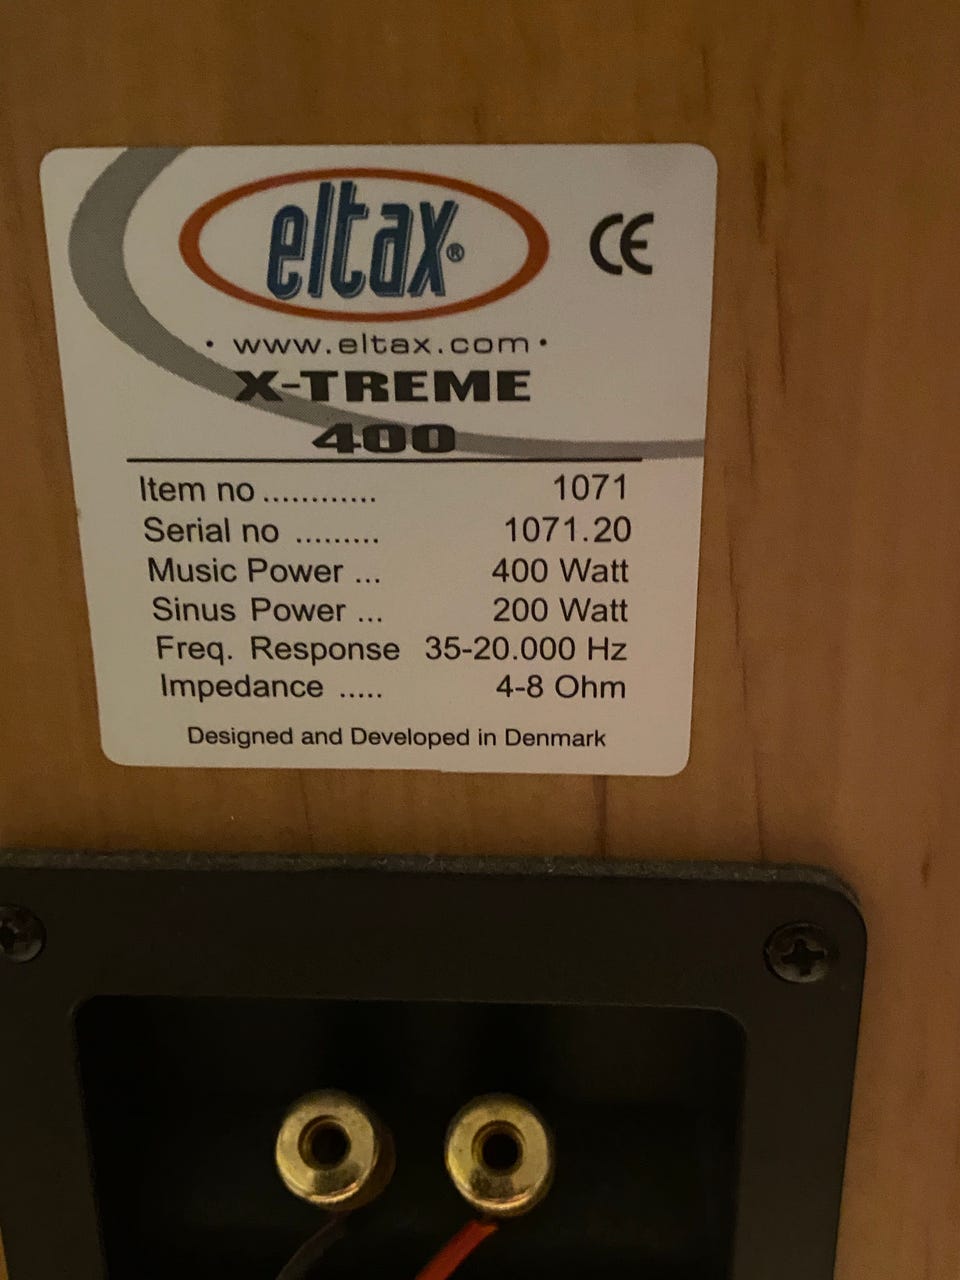 eltax®
CE
· www.eltax.com ·
X-TREME
400
Item no ............ 1071
Serial no ......... 1071.20
Music Power ... 400 Watt
Sinus Power ... 200 Watt
Freq. Response 35-20.000 Hz
Impedance ..... 4-8 Ohm
Designed and Developed in Denmark